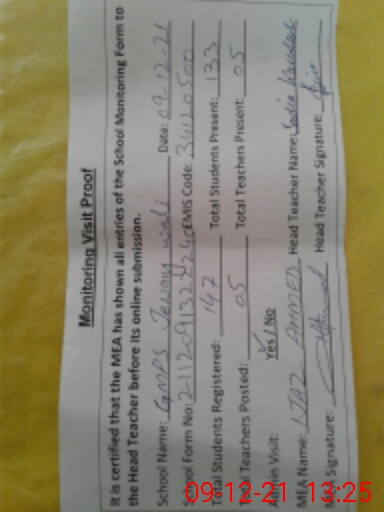 Monitoring Visit Proof
It is certified that the MEA has shown all entries of the School Monitoring Form to
the Head Teacher before its online submission.
School Name: GMPS Date: 09-12-21
School Form No: EMIS Code: 34120500
Total Students Registered: 147 Total Students Present: 133
Teachers Posted: 05 Total Teachers Present: 05
Visit: Yes / No
MEA Name: IJAZ AHMED Head Teacher Name: Sadia Kausar
Signature: Head Teacher Signature:
09-12-21 13:25